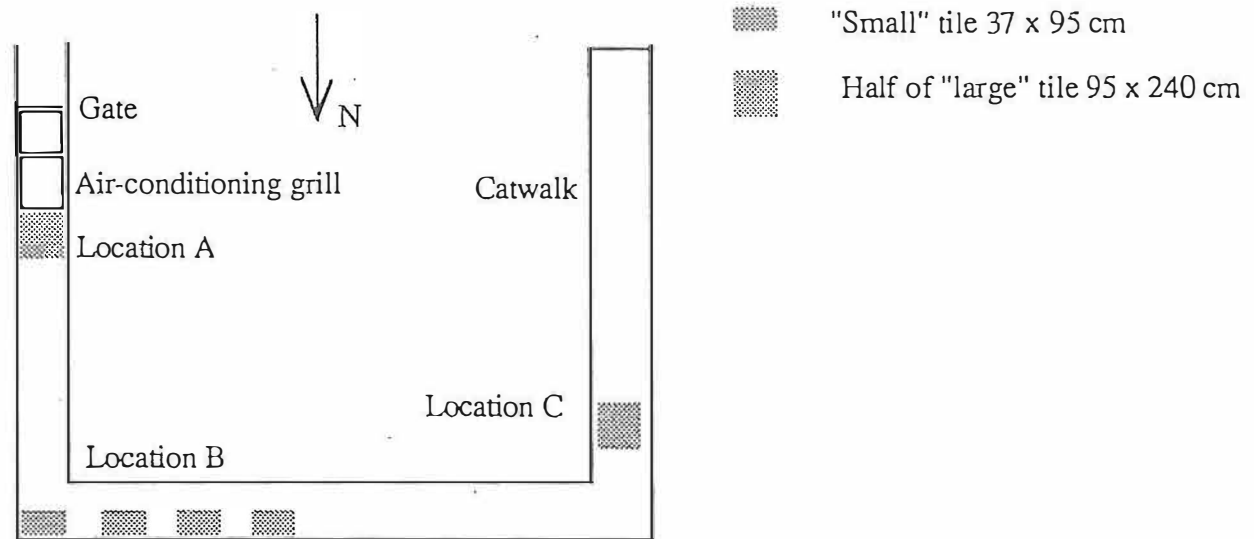 "Small" tile 37 x 95 cm
Half of "large" tile 95 x 240 cm
Gate
N
Air-conditioning grill
Catwalk
Location A
Location C
Location B